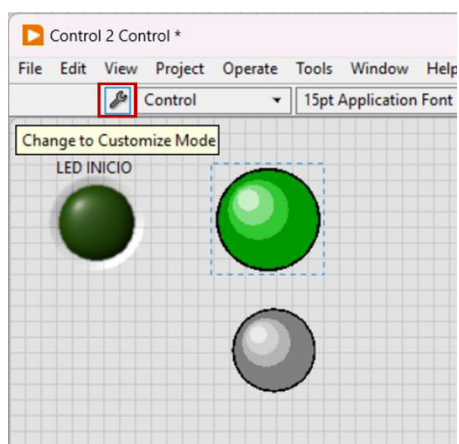 Control 2 Control *
File Edit View Project Operate Tools Window Help
Control 15pt Application Font
Change to Customize Mode
LED INICIO